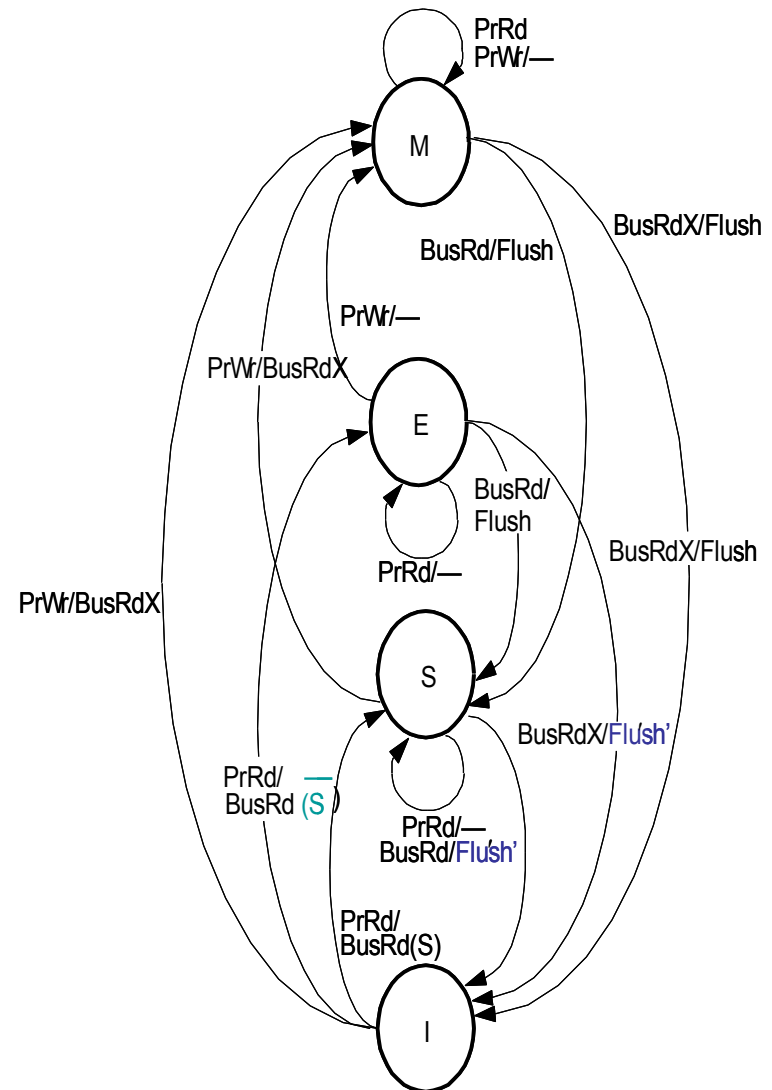 PrRd
PrWr/—
M
BusRdX/Flush
BusRd/Flush
PrWr/—
PrWr/BusRdX
E
BusRd/
Flush
BusRdX/Flush
PrRd/—
PrWr/BusRdX
S
BusRdX/Flush’
PrRd/
BusRd (S̅)
PrRd/—
BusRd/Flush’
PrRd/
BusRd(S)
I